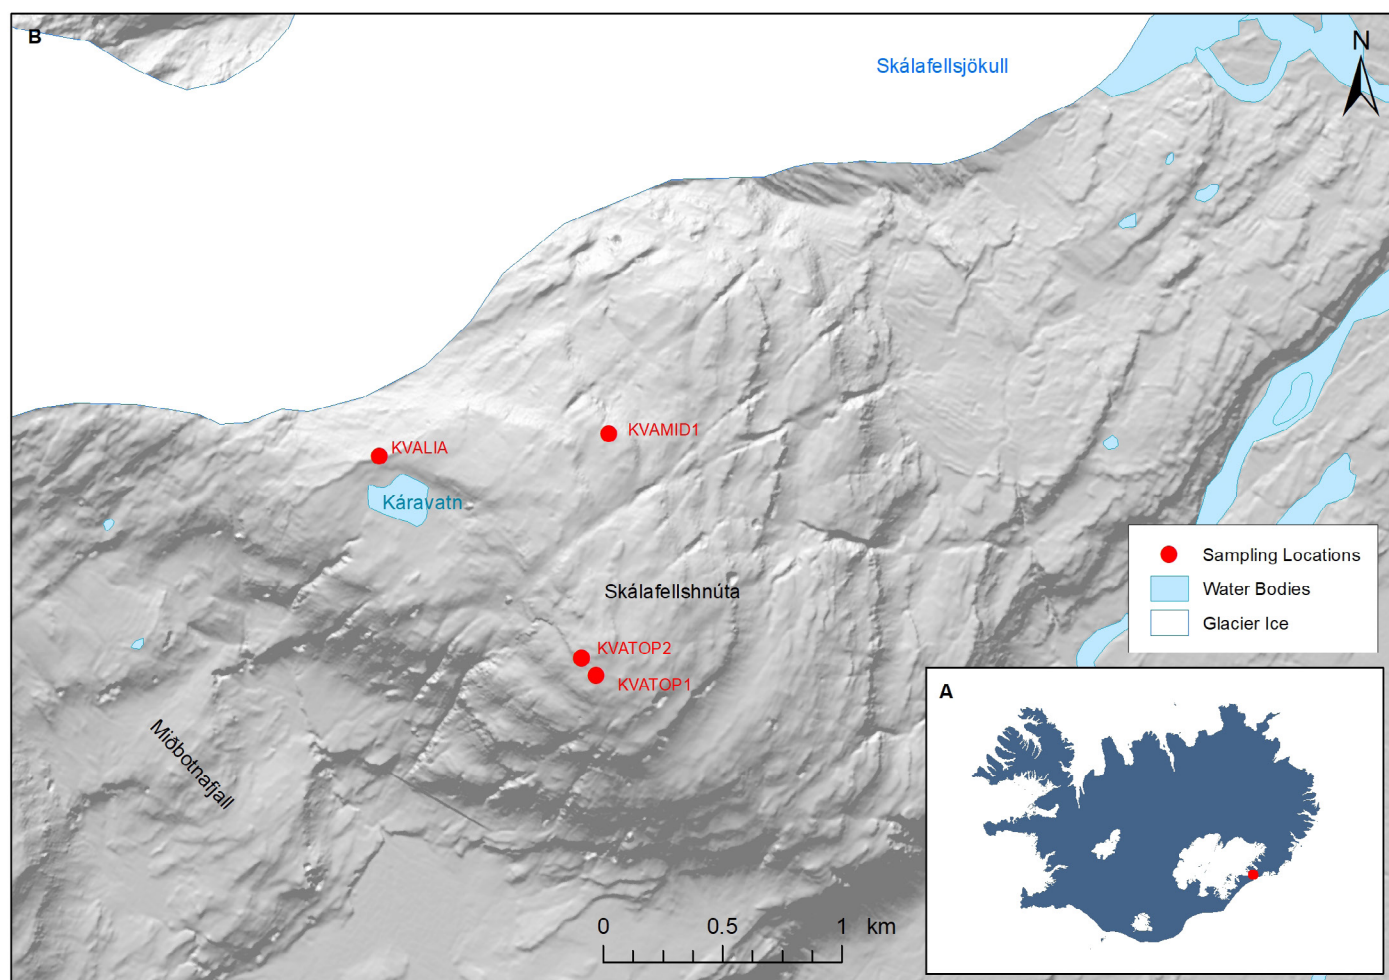 B
Skálafellsjökull
N
KVALIA
KVAMID1
Káravatn
Sampling Locations
Water Bodies
Glacier Ice
Skálafellshnúta
KVATOP2
KVATOP1
A
Miðbotnafjall
0 0.5 1 km